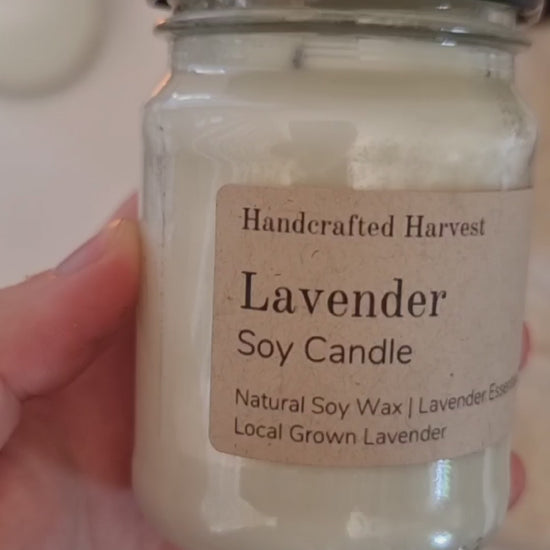 Handcrafted Harvest
Lavender
Soy Candle
Natural Soy Wax | Lavender
Local Grown Lavender